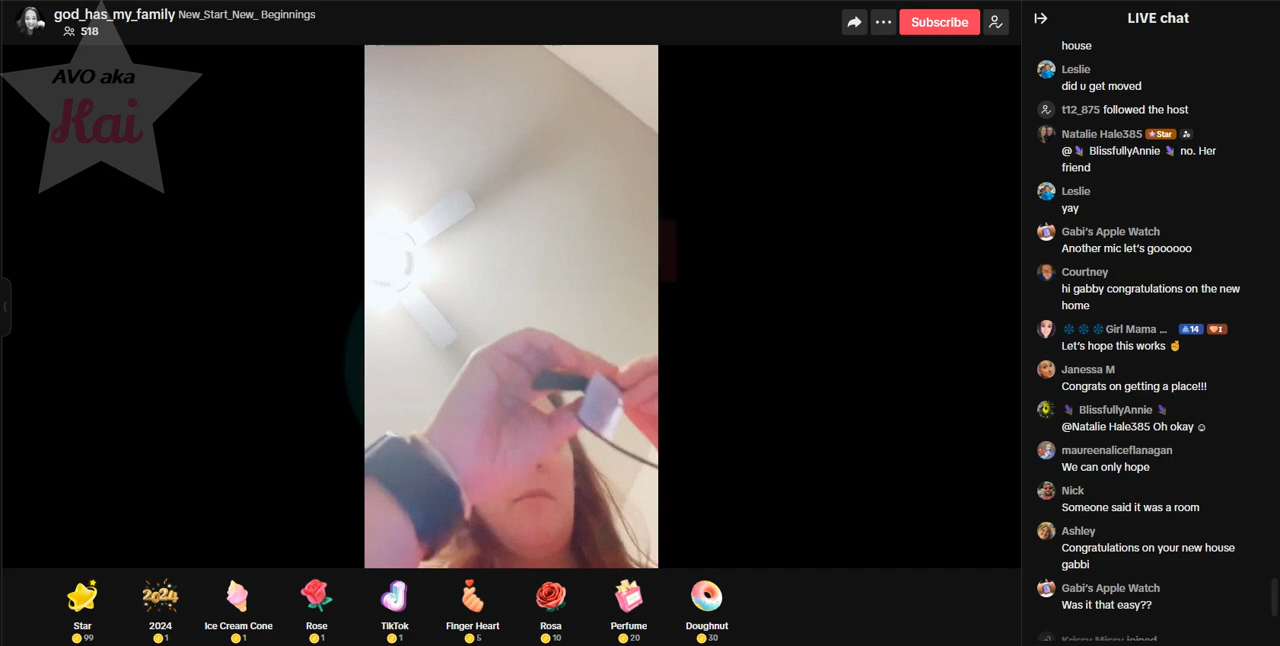 god_has_my_family New_Start_New_ Beginnings
518
Subscribe
LIVE chat
AVO aka
Kai
house
Leslie
did u get moved
t12_875 followed the host
Natalie Hale385 Star
@ BlissfullyAnnie no. Her
friend
Leslie
yay
Gabi's Apple Watch
Another mic let's goooooo
Courtney
hi gabby congratulations on the new
home
Girl Mama ... 14 I
Let's hope this works
Janessa M
Congrats on getting a place!!!
BlissfullyAnnie
@Natalie Hale385 Oh okay ☺
maureenaliceflanagan
We can only hope
Nick
Someone said it was a room
Ashley
Congratulations on your new house
gabbi
Gabi's Apple Watch
Was it that easy??
Krissy Missy joined
2024
Star 2024 Ice Cream Cone Rose TikTok Finger Heart Rosa Perfume Doughnut
99 1 1 1 1 5 10 20 30